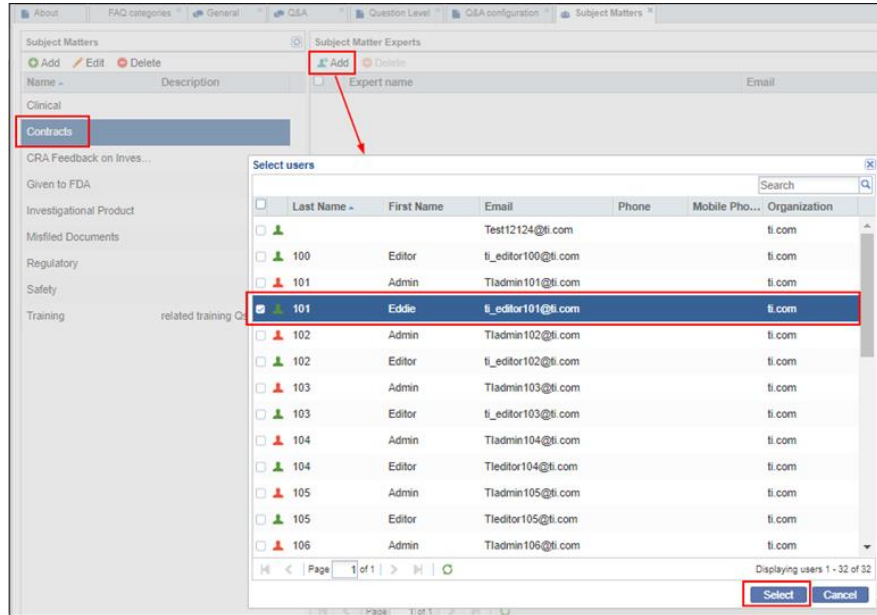 About FAQ categories General Q&A Question Level Q&A configuration Subject Matters
Subject Matters
Add Edit Delete
Name Description
Clinical
Contracts
CRA Feedback on Inves...
Given to FDA
Investigational Product
Misfiled Documents
Regulatory
Safety
Training related training Qs
Subject Matter Experts
Add Delete
Expert name Email
Select users
Search
Last Name First Name Email Phone Mobile Pho... Organization
Test12124@ti.com ti.com
100 Editor ti_editor100@ti.com ti.com
101 Admin TIadmin101@ti.com ti.com
101 Eddie ti_editor101@ti.com ti.com
102 Admin TIadmin102@ti.com ti.com
102 Editor ti_editor102@ti.com ti.com
103 Admin TIadmin103@ti.com ti.com
103 Editor ti_editor103@ti.com ti.com
104 Admin TIadmin104@ti.com ti.com
104 Editor TIeditor104@ti.com ti.com
105 Admin TIadmin105@ti.com ti.com
105 Editor TIeditor105@ti.com ti.com
106 Admin TIadmin106@ti.com ti.com
Page 1 of 1 Displaying users 1 - 32 of 32
Select Cancel
Page 1 of 1